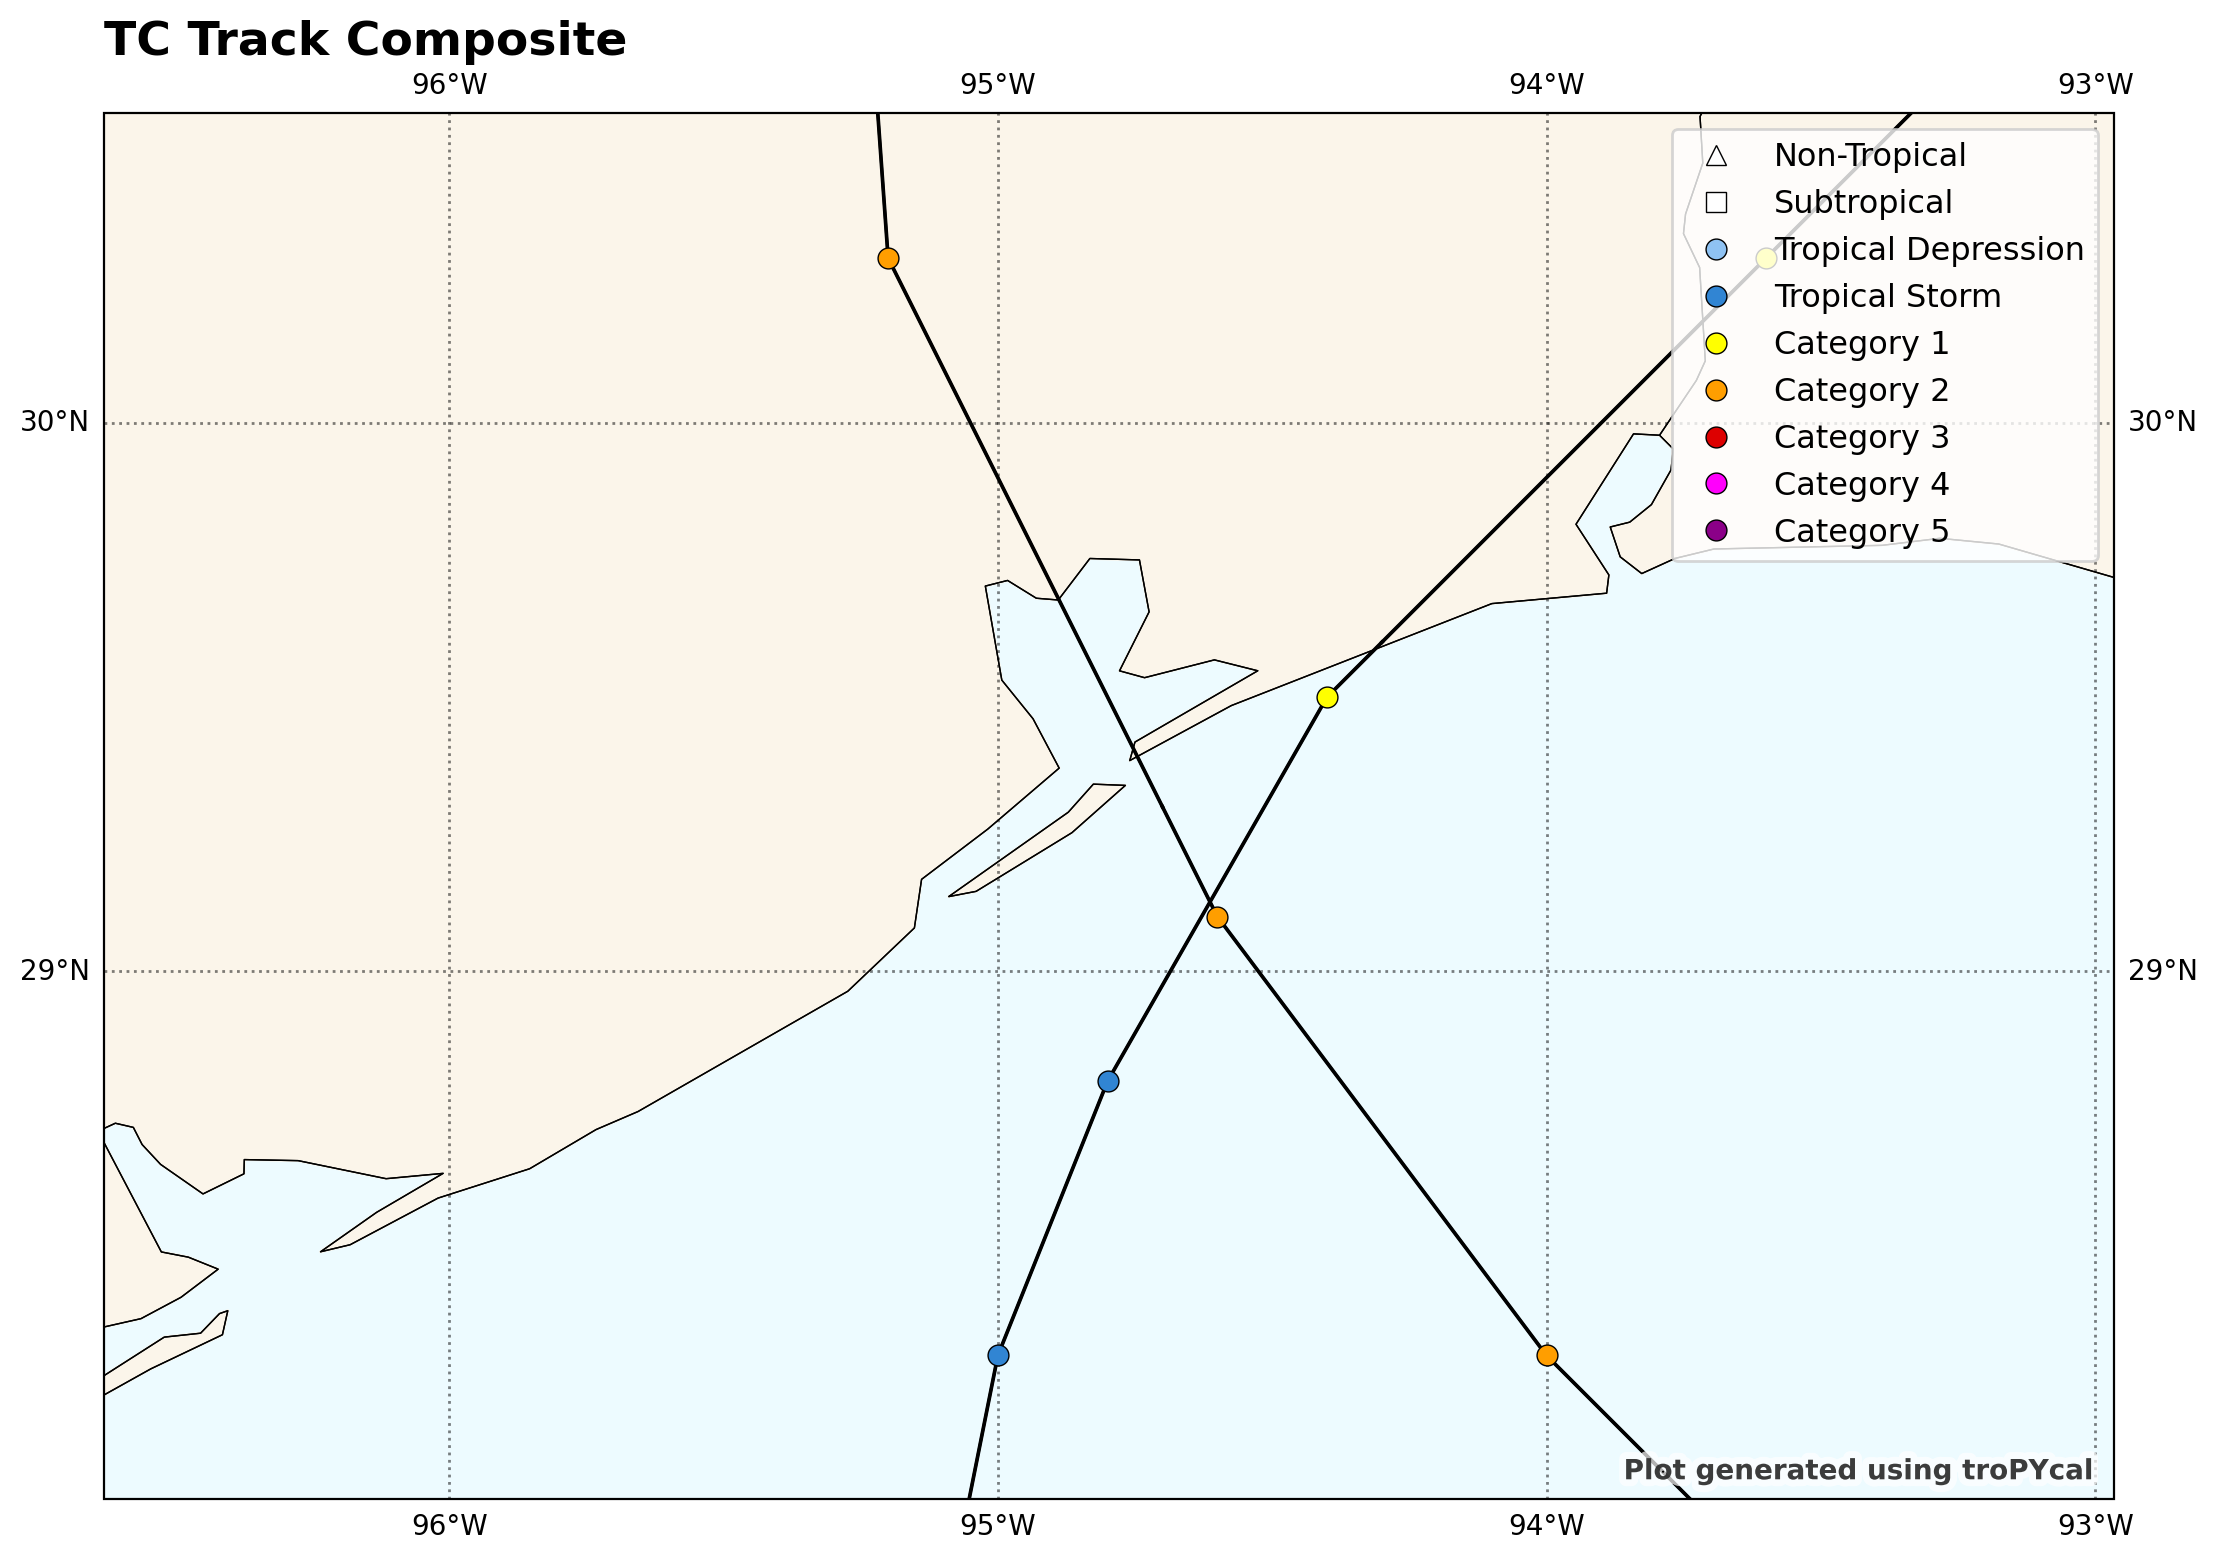 TC Track Composite
96°W 95°W 94°W 93°W
Non-Tropical
Subtropical
Tropical Depression
Tropical Storm
Category 1
Category 2
Category 3
Category 4
Category 5
30°N 30°N
29°N 29°N
Plot generated using troPYcal
96°W 95°W 94°W 93°W